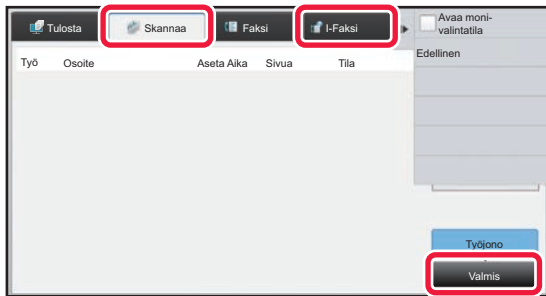 Tulosta
Skannaa
Faksi
I-Faksi
Avaa moni-
valintatila
Edellinen
Työ Osoite Aseta Aika Sivua Tila
Työjono
Valmis